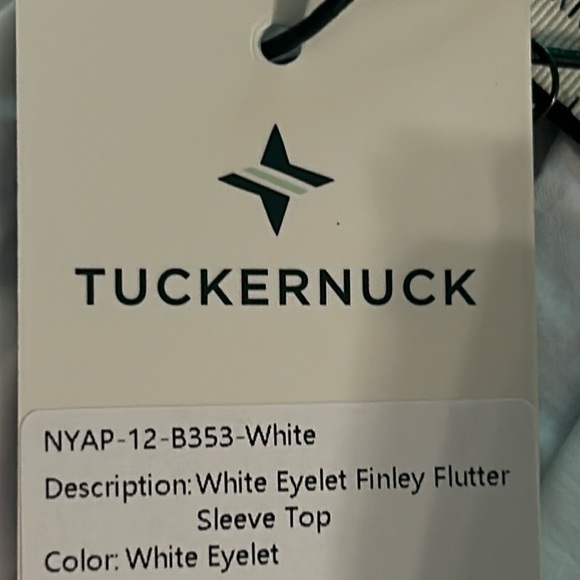 TUCKERNUCK
NYAP-12-B353-White
Description: White Eyelet Finley Flutter
Sleeve Top
Color: White Eyelet